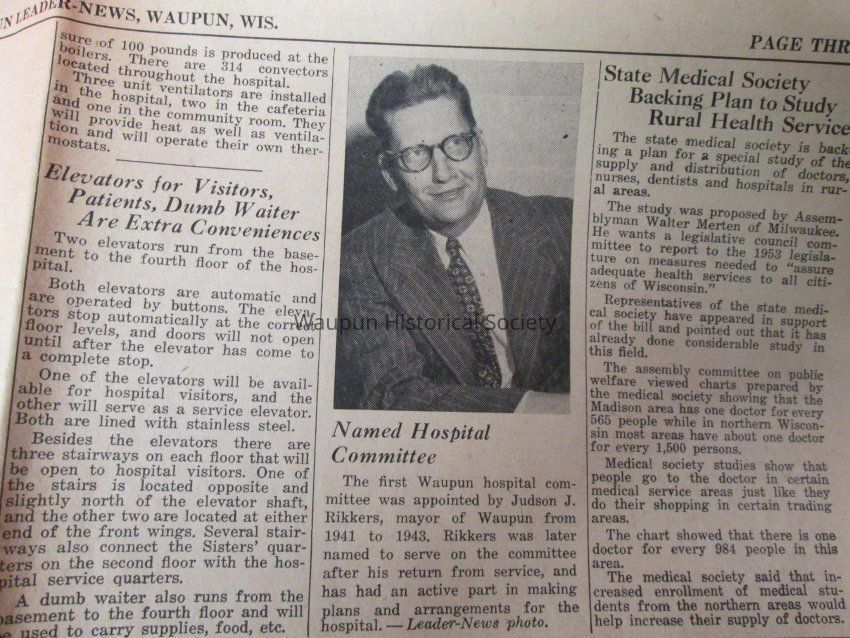 UN LEADER-NEWS, WAUPUN, WIS.
PAGE THR
sure of 100 pounds is produced at the
boilers. There are 314 convectors
located throughout the hospital.
Three unit ventilators are installed
in the hospital, two in the cafeteria
and one in the community room. They
will provide heat as well as ventila-
tion and will operate their own ther-
mostats.
Elevators for Visitors,
Patients, Dumb Waiter
Are Extra Conveniences
Two elevators run from the base-
ment to the fourth floor of the hos-
pital.
Both elevators are automatic and
are operated by buttons. The eleva-
tors stop automatically at the correct
floor levels, and doors will not open
until after the elevator has come to
a complete stop.
One of the elevators will be avail-
able for hospital visitors, and the
other will serve as a service elevator.
Both are lined with stainless steel.
Besides the elevators there are
three stairways on each floor that will
be open to hospital visitors. One of
the stairs is located opposite and
slightly north of the elevator shaft,
and the other two are located at either
end of the front wings. Several stair-
ways also connect the Sisters' quar-
ters on the second floor with the hos-
pital service quarters.
A dumb waiter also runs from the
basement to the fourth floor and will
be used to carry supplies, food, etc.
Waupun Historical Society
Named Hospital
Committee
The first Waupun hospital com-
mittee was appointed by Judson J.
Rikkers, mayor of Waupun from
1941 to 1943. Rikkers was later
named to serve on the committee
after his return from service, and
has had an active part in making
plans and arrangements for the
hospital. — Leader-News photo.
State Medical Society
Backing Plan to Study
Rural Health Service
The state medical society is back-
ing a plan for a special study of the
supply and distribution of doctors,
nurses, dentists and hospitals in rur-
al areas.
The study was proposed by Assem-
blyman Walter Merten of Milwaukee.
He wants a legislative council com-
mittee to report to the 1953 legisla-
ture on measures needed to "assure
adequate health services to all citi-
zens of Wisconsin."
Representatives of the state medi-
cal society have appeared in support
of the bill and pointed out that it has
already done considerable study in
this field.
The assembly committee on public
welfare viewed charts prepared by
the medical society showing that the
Madison area has one doctor for every
565 people while in northern Wiscon-
sin most areas have about one doctor
for every 1,500 persons.
Medical society studies show that
people go to the doctor in certain
medical service areas just like they
do their shopping in certain trading
areas.
The chart showed that there is one
doctor for every 984 people in this
area.
The medical society said that in-
creased enrollment of medical stu-
dents from the northern areas would
help increase their supply of doctors.